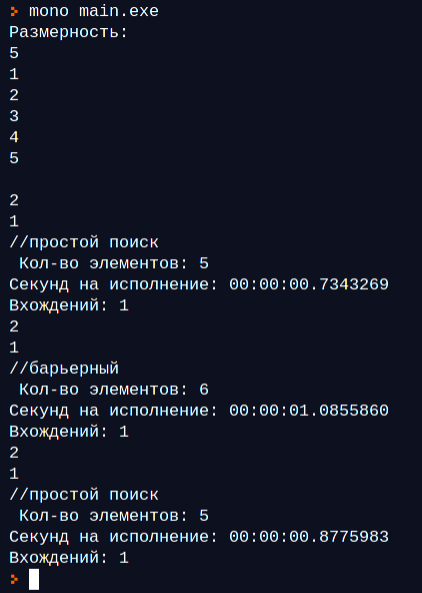 > mono main.exe
Размерность:
5
1
2
3
4
5
2
1
//простой поиск
Кол-во элементов: 5
Секунд на исполнение: 00:00:00.7343269
Вхождений: 1
2
1
//барьерный
Кол-во элементов: 6
Секунд на исполнение: 00:00:01.0855860
Вхождений: 1
2
1
//простой поиск
Кол-во элементов: 5
Секунд на исполнение: 00:00:00.8775983
Вхождений: 1
>